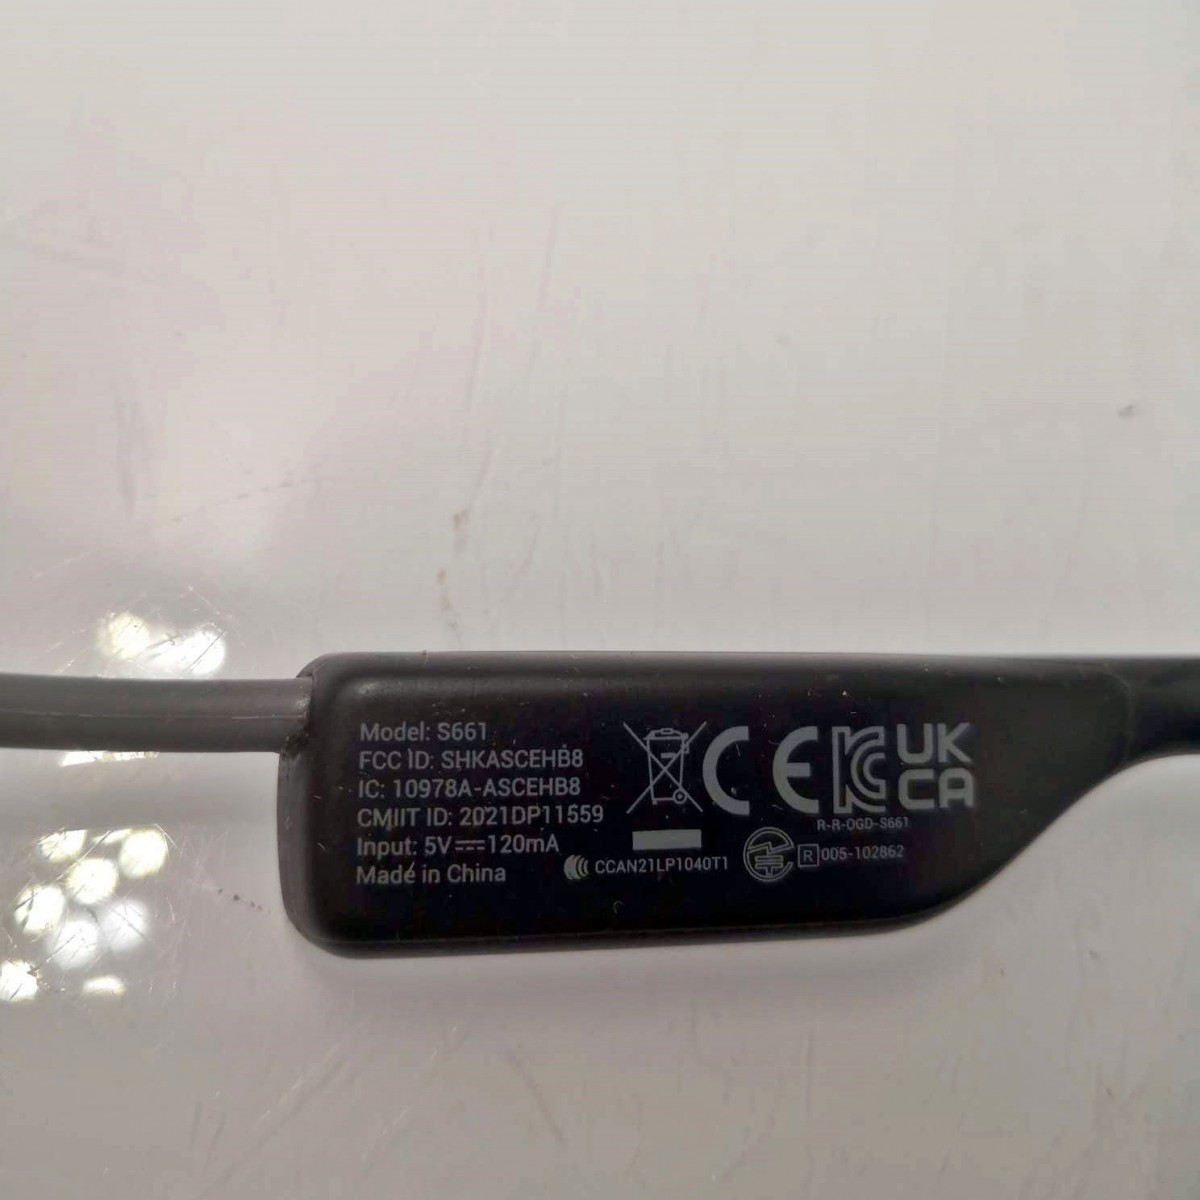 Model: S661
FCC ID: SHKASCEHB8
IC: 10978A-ASCEHB8
CMIIT ID: 2021DP11559
Input: 5V⎓120mA
Made in China
CE
KC
UK
CA
R-R-OGD-S661
CCAN21LP1040T1
R 005-102862